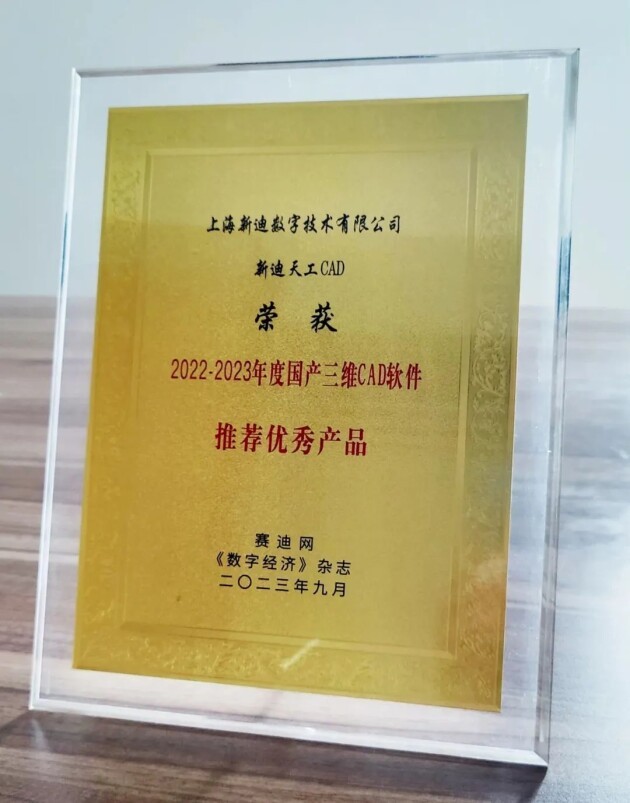 上海新迪数字技术有限公司
新迪天工CAD
荣 获
2022-2023年度国产三维CAD软件
推荐优秀产品
赛迪网
《数字经济》杂志
二〇二三年九月